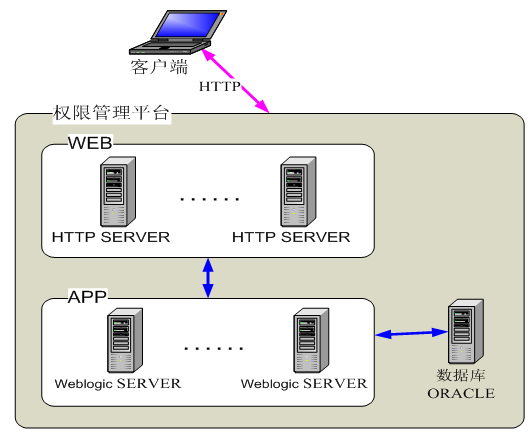 客户端
HTTP
权限管理平台
WEB
......
HTTP SERVER HTTP SERVER
APP
......
Weblogic SERVER Weblogic SERVER
数据库
ORACLE